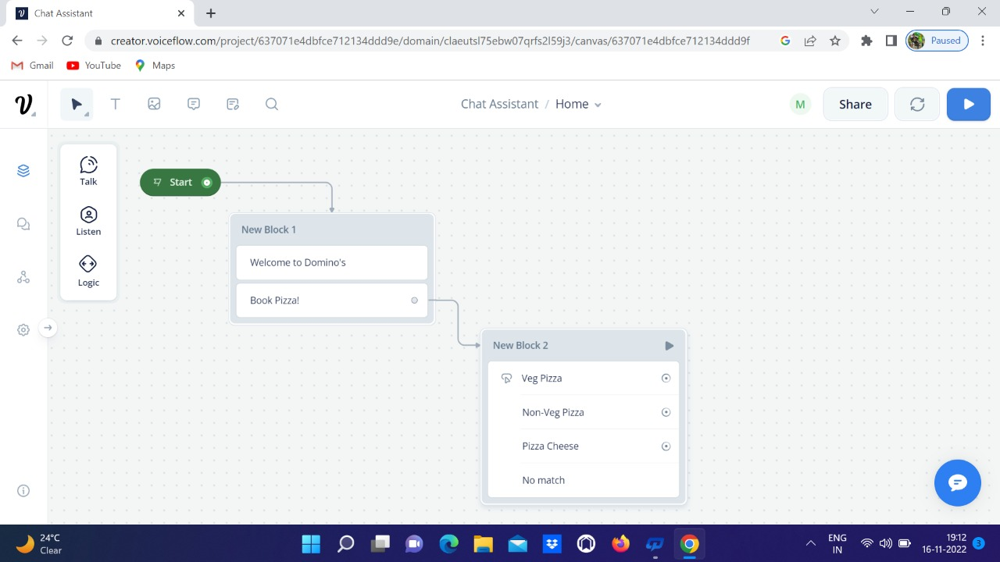 Chat Assistant
creator.voiceflow.com/project/637071e4dbfce712134ddd9e/domain/claeutsl75ebw07qrfs2l59j3/canvas/637071e4dbfce712134ddd9f
Paused
Gmail
YouTube
Maps
Chat Assistant / Home
M
Share
Talk
Listen
Logic
Start
New Block 1
Welcome to Domino's
Book Pizza!
New Block 2
Veg Pizza
Non-Veg Pizza
Pizza Cheese
No match
24°C
Clear
ENG
IN
19:12
16-11-2022
3